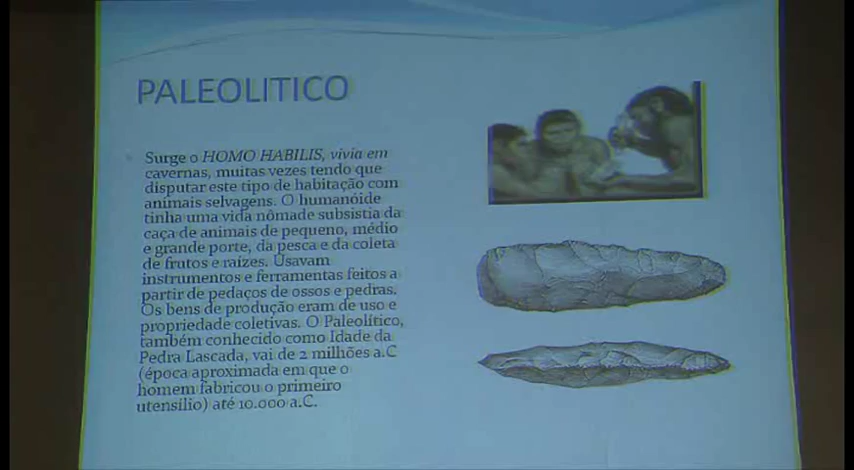 PALEOLITICO
Surge o HOMO HABILIS, vivia em
cavernas, muitas vezes tendo que
disputar este tipo de habitação com
animais selvagens. O humanóide
tinha uma vida nômade subsistia da
caça de animais de pequeno, médio
e grande porte, da pesca e da coleta
de frutos e raízes. Usavam
instrumentos e ferramentas feitos a
partir de pedaços de ossos e pedras.
Os bens de produção eram de uso e
propriedade coletivas. O Paleolítico,
também conhecido como Idade da
Pedra Lascada, vai de 2 milhões a.C
(época aproximada em que o
homem fabricou o primeiro
utensílio) até 10.000 a.C.